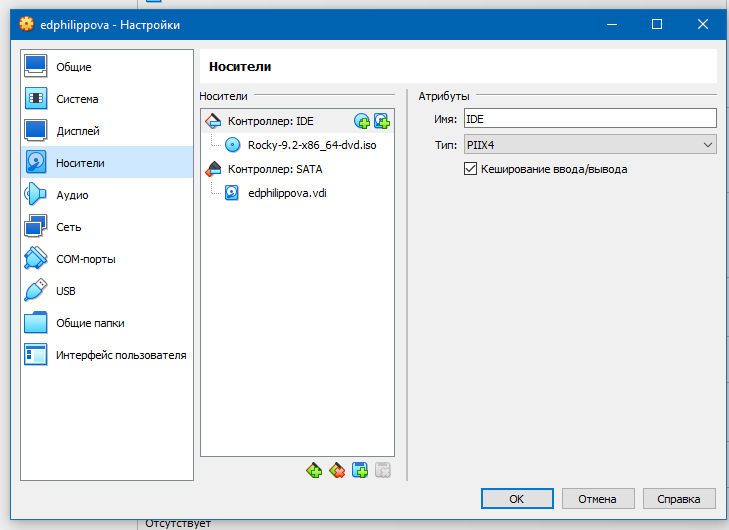 edphilippova - Настройки
Общие
Система
Дисплей
Носители
Аудио
Сеть
COM-порты
USB
Общие папки
Интерфейс пользователя
Носители
Носители
Контроллер: IDE
Rocky-9.2-x86_64-dvd.iso
Контроллер: SATA
edphilippova.vdi
Атрибуты
Имя: IDE
Тип: PIIX4
Кеширование ввода/вывода
OK
Отмена
Справка
Отсутствует